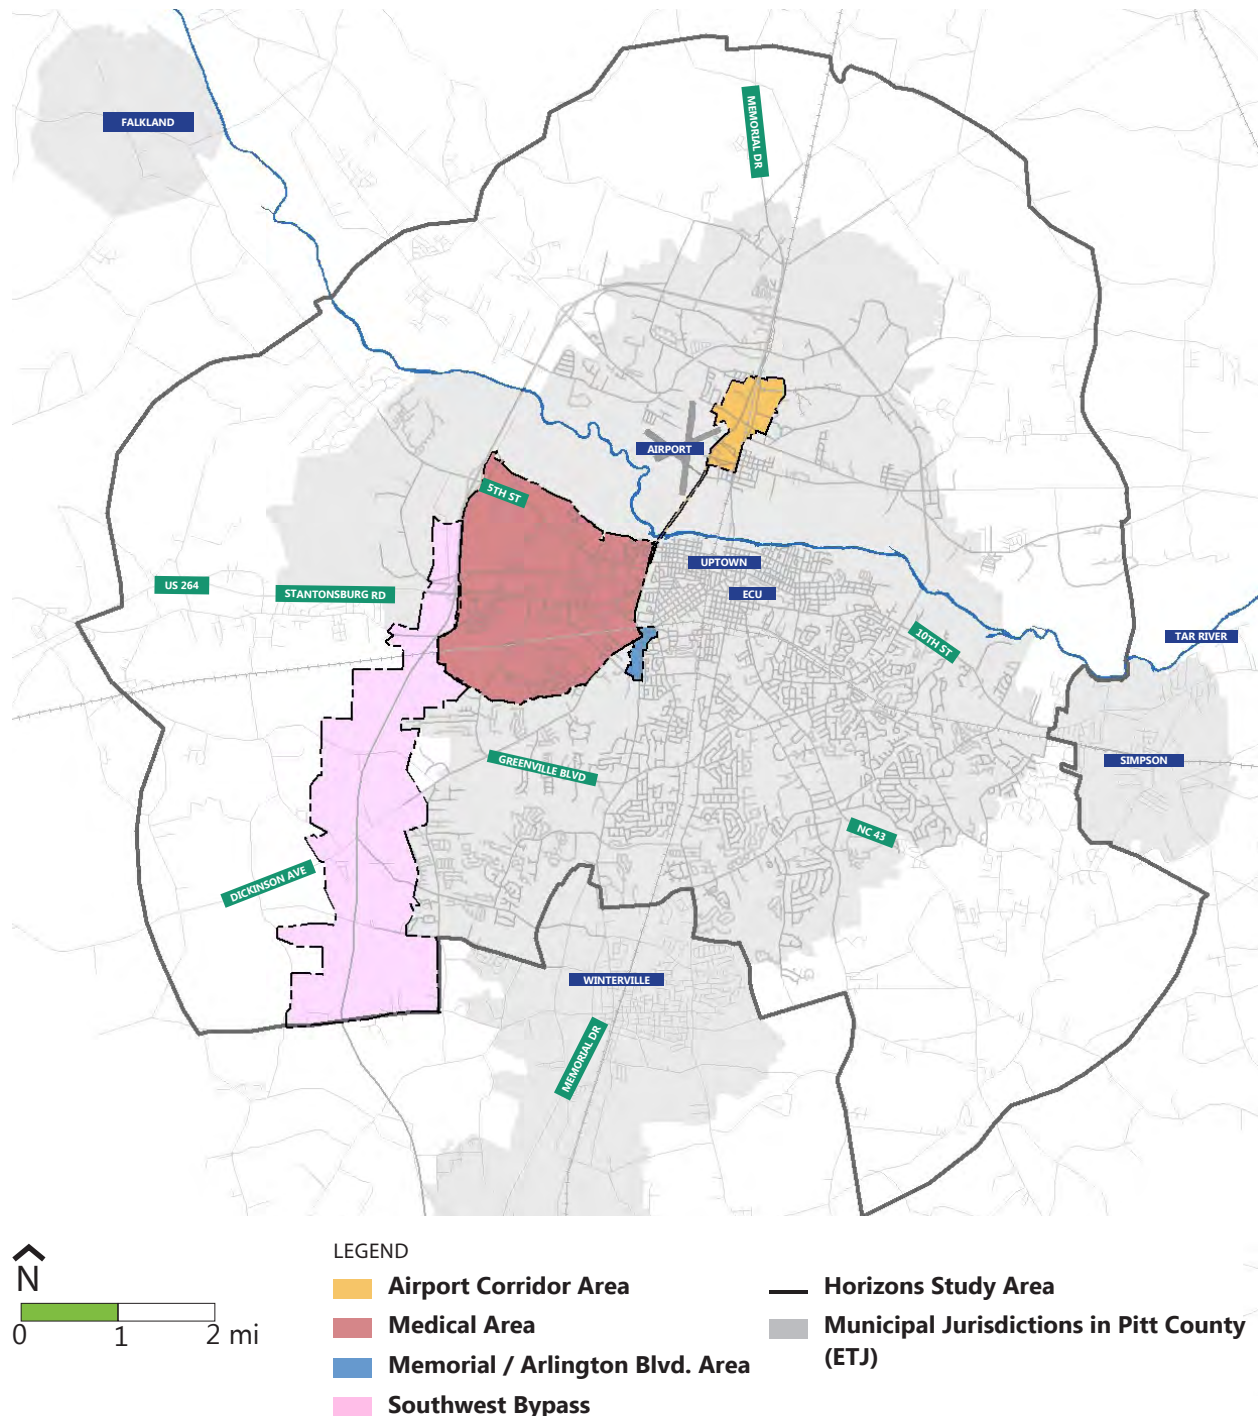 FALKLAND
MEMORIAL DR
AIRPORT
5TH ST
UPTOWN
US 264
STANTONSBURG RD
ECU
10TH ST
TAR RIVER
GREENVILLE BLVD
SIMPSON
NC 43
DICKINSON AVE
WINTERVILLE
MEMORIAL DR
N
0 1 2 mi
LEGEND
Airport Corridor Area
Medical Area
Memorial / Arlington Blvd. Area
Southwest Bypass
Horizons Study Area
Municipal Jurisdictions in Pitt County
(ETJ)